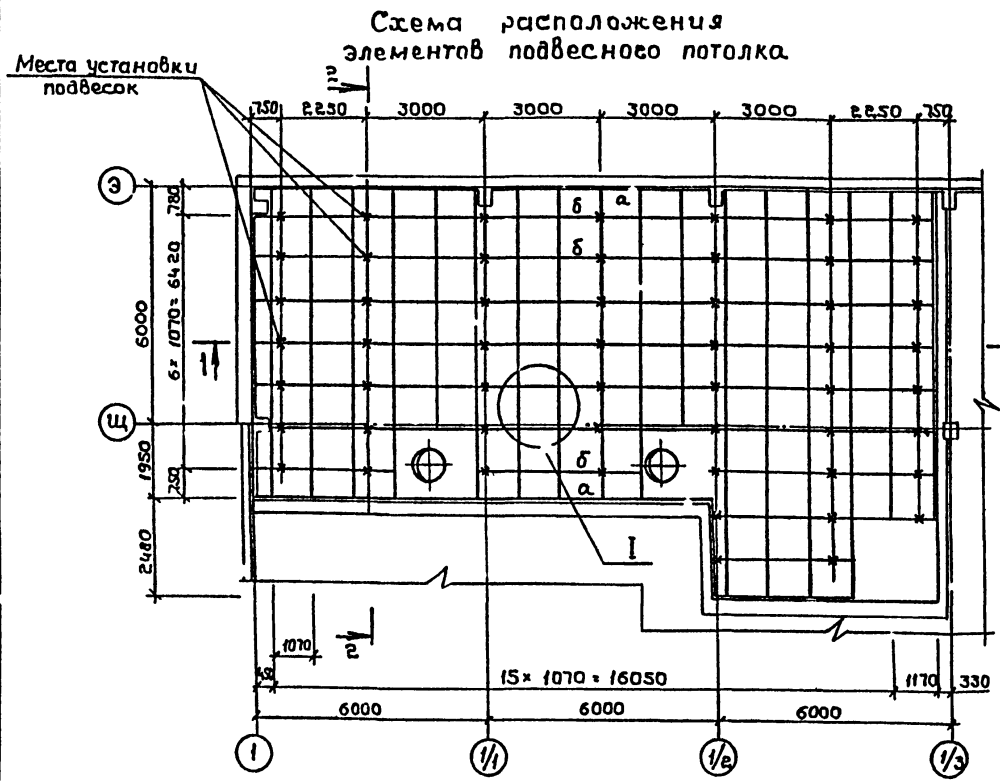 Схема расположения
элементов подвесного потолка
Места установки
подвесок
2
750 2250 3000 3000 3000 3000 2250 750
Э
780
б а
б
6000
6 × 1070 = 6420
1
Щ
1950
750
б
а
2480
I
1070
2
450
15 × 1070 = 16050
1170
330
6000 6000 6000
1 1/1 1/2 1/3